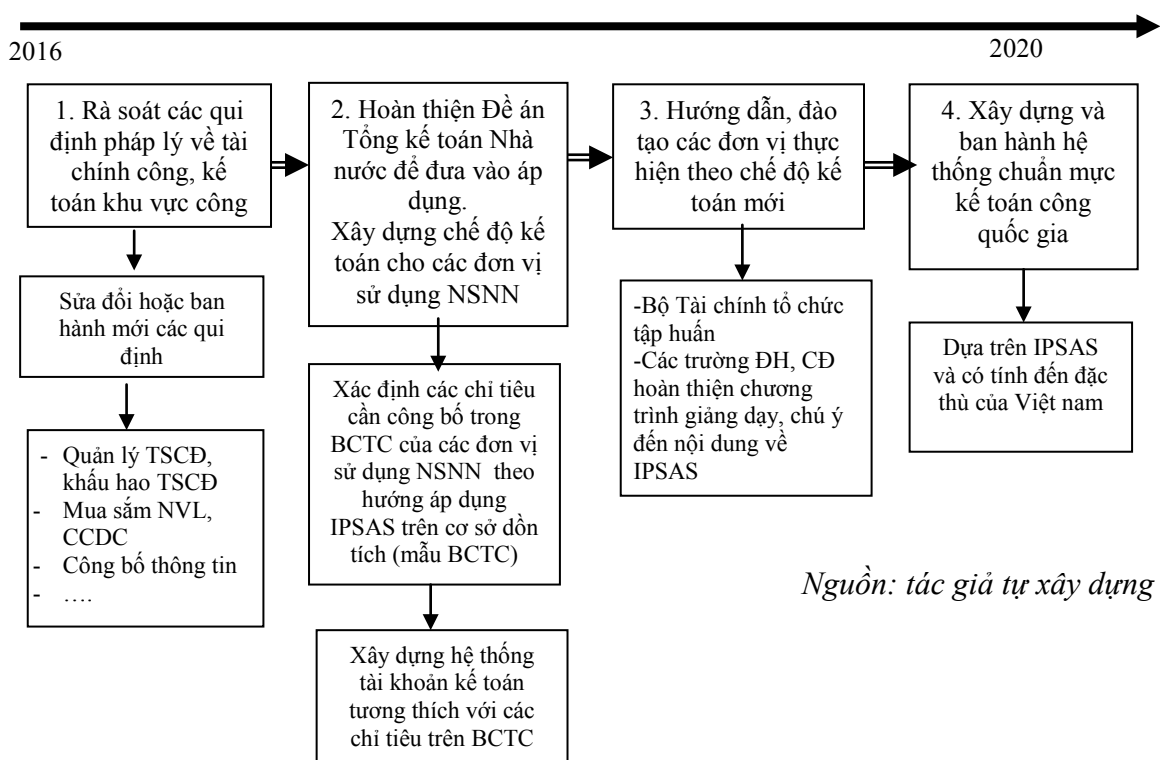 2016
2020
1. Rà soát các qui
định pháp lý về tài
chính công, kế
toán khu vực công
2. Hoàn thiện Đề án
Tổng kế toán Nhà
nước để đưa vào áp
dụng.
Xây dựng chế độ kế
toán cho các đơn vị
sử dụng NSNN
3. Hướng dẫn, đào
tạo các đơn vị thực
hiện theo chế độ kế
toán mới
4. Xây dựng và
ban hành hệ
thống chuẩn mực
kế toán công
quốc gia
Sửa đổi hoặc ban
hành mới các qui
định
- Quản lý TSCĐ,
khấu hao TSCĐ
- Mua sắm NVL,
CCDC
- Công bố thông tin
- ….
Xác định các chỉ tiêu
cần công bố trong
BCTC của các đơn vị
sử dụng NSNN theo
hướng áp dụng
IPSAS trên cơ sở dồn
tích (mẫu BCTC)
Xây dựng hệ thống
tài khoản kế toán
tương thích với các
chỉ tiêu trên BCTC
-Bộ Tài chính tổ chức
tập huấn
-Các trường ĐH, CĐ
hoàn thiện chương
trình giảng dạy, chú ý
đến nội dung về
IPSAS
Dựa trên IPSAS
và có tính đến đặc
thù của Việt nam
Nguồn: tác giả tự xây dựng